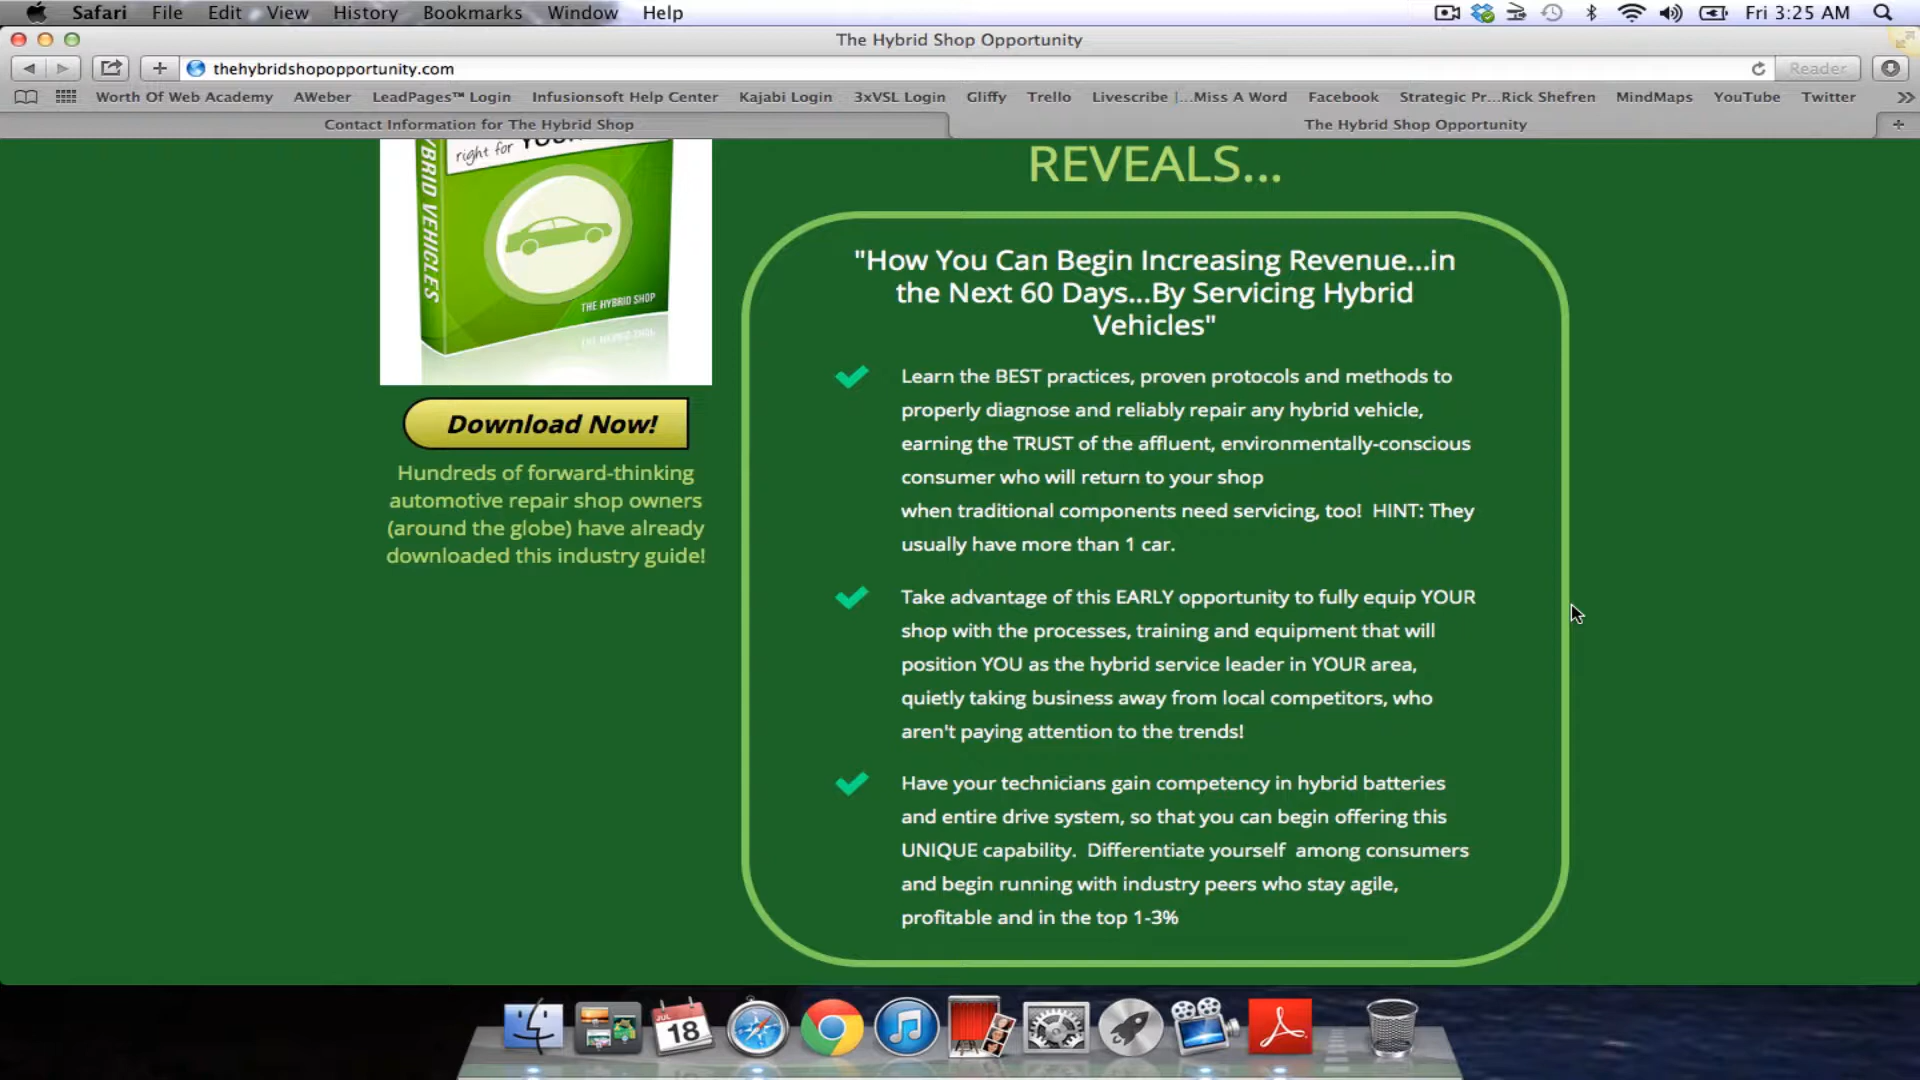 Safari File Edit View History Bookmarks Window Help
Fri 3:25 AM
The Hybrid Shop Opportunity
thehybridshopopportunity.com
Reader
Worth Of Web Academy AWeber LeadPages™ Login Infusionsoft Help Center Kajabi Login 3xVSL Login Gliffy Trello Livescribe |...Miss A Word Facebook Strategic Pr...Rick Shefren MindMaps YouTube Twitter
Contact Information for The Hybrid Shop
The Hybrid Shop Opportunity
right for
HYBRID VEHICLES
THE HYBRID SHOP
Download Now!
Hundreds of forward-thinking
automotive repair shop owners
(around the globe) have already
downloaded this industry guide!
REVEALS...
"How You Can Begin Increasing Revenue...in
the Next 60 Days...By Servicing Hybrid
Vehicles"
Learn the BEST practices, proven protocols and methods to
properly diagnose and reliably repair any hybrid vehicle,
earning the TRUST of the affluent, environmentally-conscious
consumer who will return to your shop
when traditional components need servicing, too! HINT: They
usually have more than 1 car.
Take advantage of this EARLY opportunity to fully equip YOUR
shop with the processes, training and equipment that will
position YOU as the hybrid service leader in YOUR area,
quietly taking business away from local competitors, who
aren't paying attention to the trends!
Have your technicians gain competency in hybrid batteries
and entire drive system, so that you can begin offering this
UNIQUE capability. Differentiate yourself among consumers
and begin running with industry peers who stay agile,
profitable and in the top 1-3%
JUL
18